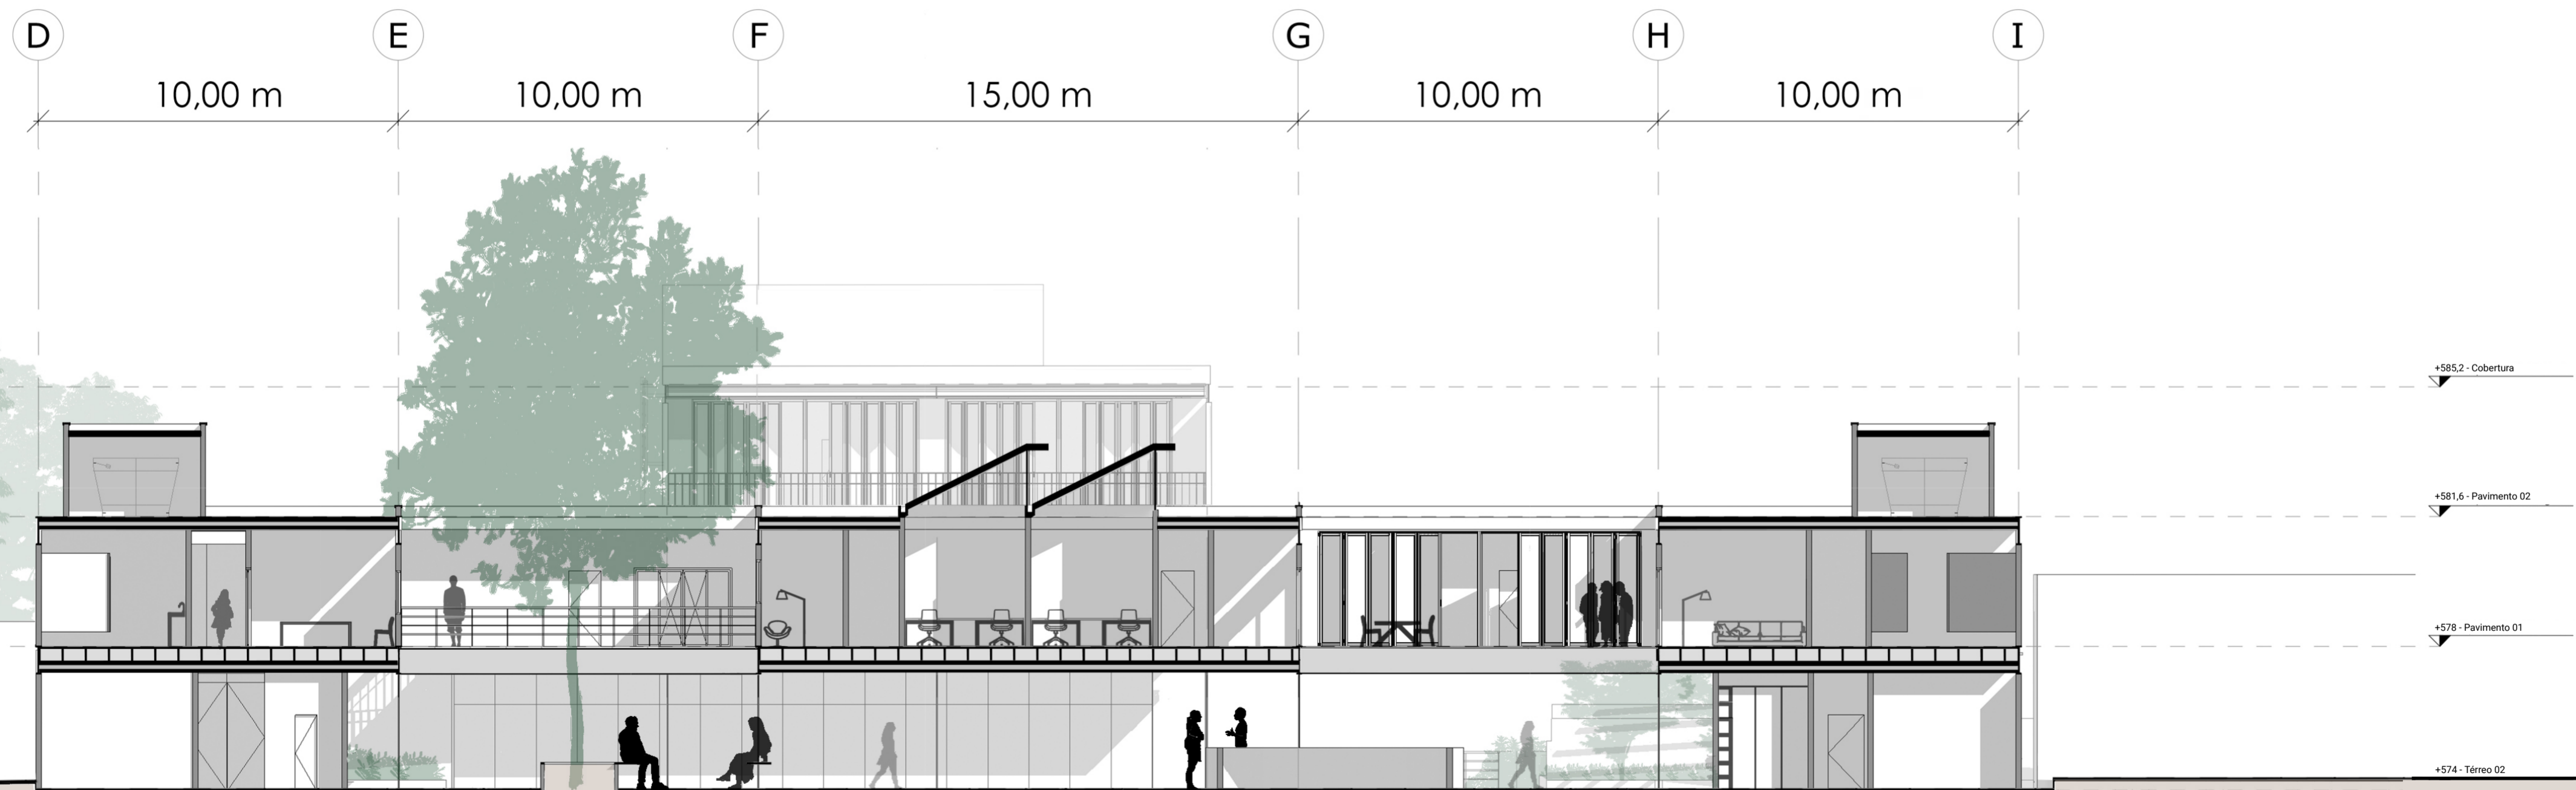 D E F G H I
10,00 m 10,00 m 15,00 m 10,00 m 10,00 m
+585,2 - Cobertura
+581,6 - Pavimento 02
+578 - Pavimento 01
+574 - Térreo 02